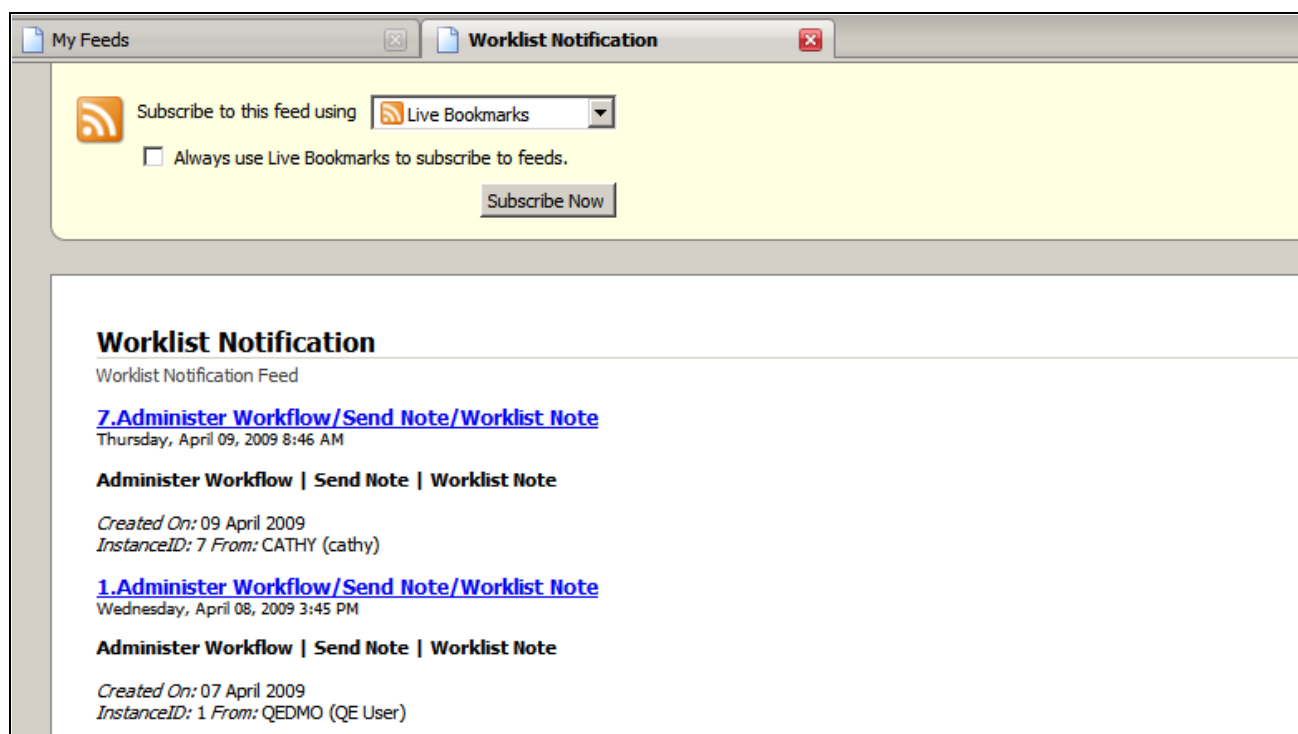 My Feeds
Worklist Notification
Subscribe to this feed using Live Bookmarks
Always use Live Bookmarks to subscribe to feeds.
Subscribe Now
Worklist Notification
Worklist Notification Feed
7.Administer Workflow/Send Note/Worklist Note
Thursday, April 09, 2009 8:46 AM
Administer Workflow | Send Note | Worklist Note
Created On: 09 April 2009
InstanceID: 7 From: CATHY (cathy)
1.Administer Workflow/Send Note/Worklist Note
Wednesday, April 08, 2009 3:45 PM
Administer Workflow | Send Note | Worklist Note
Created On: 07 April 2009
InstanceID: 1 From: QEDMO (QE User)